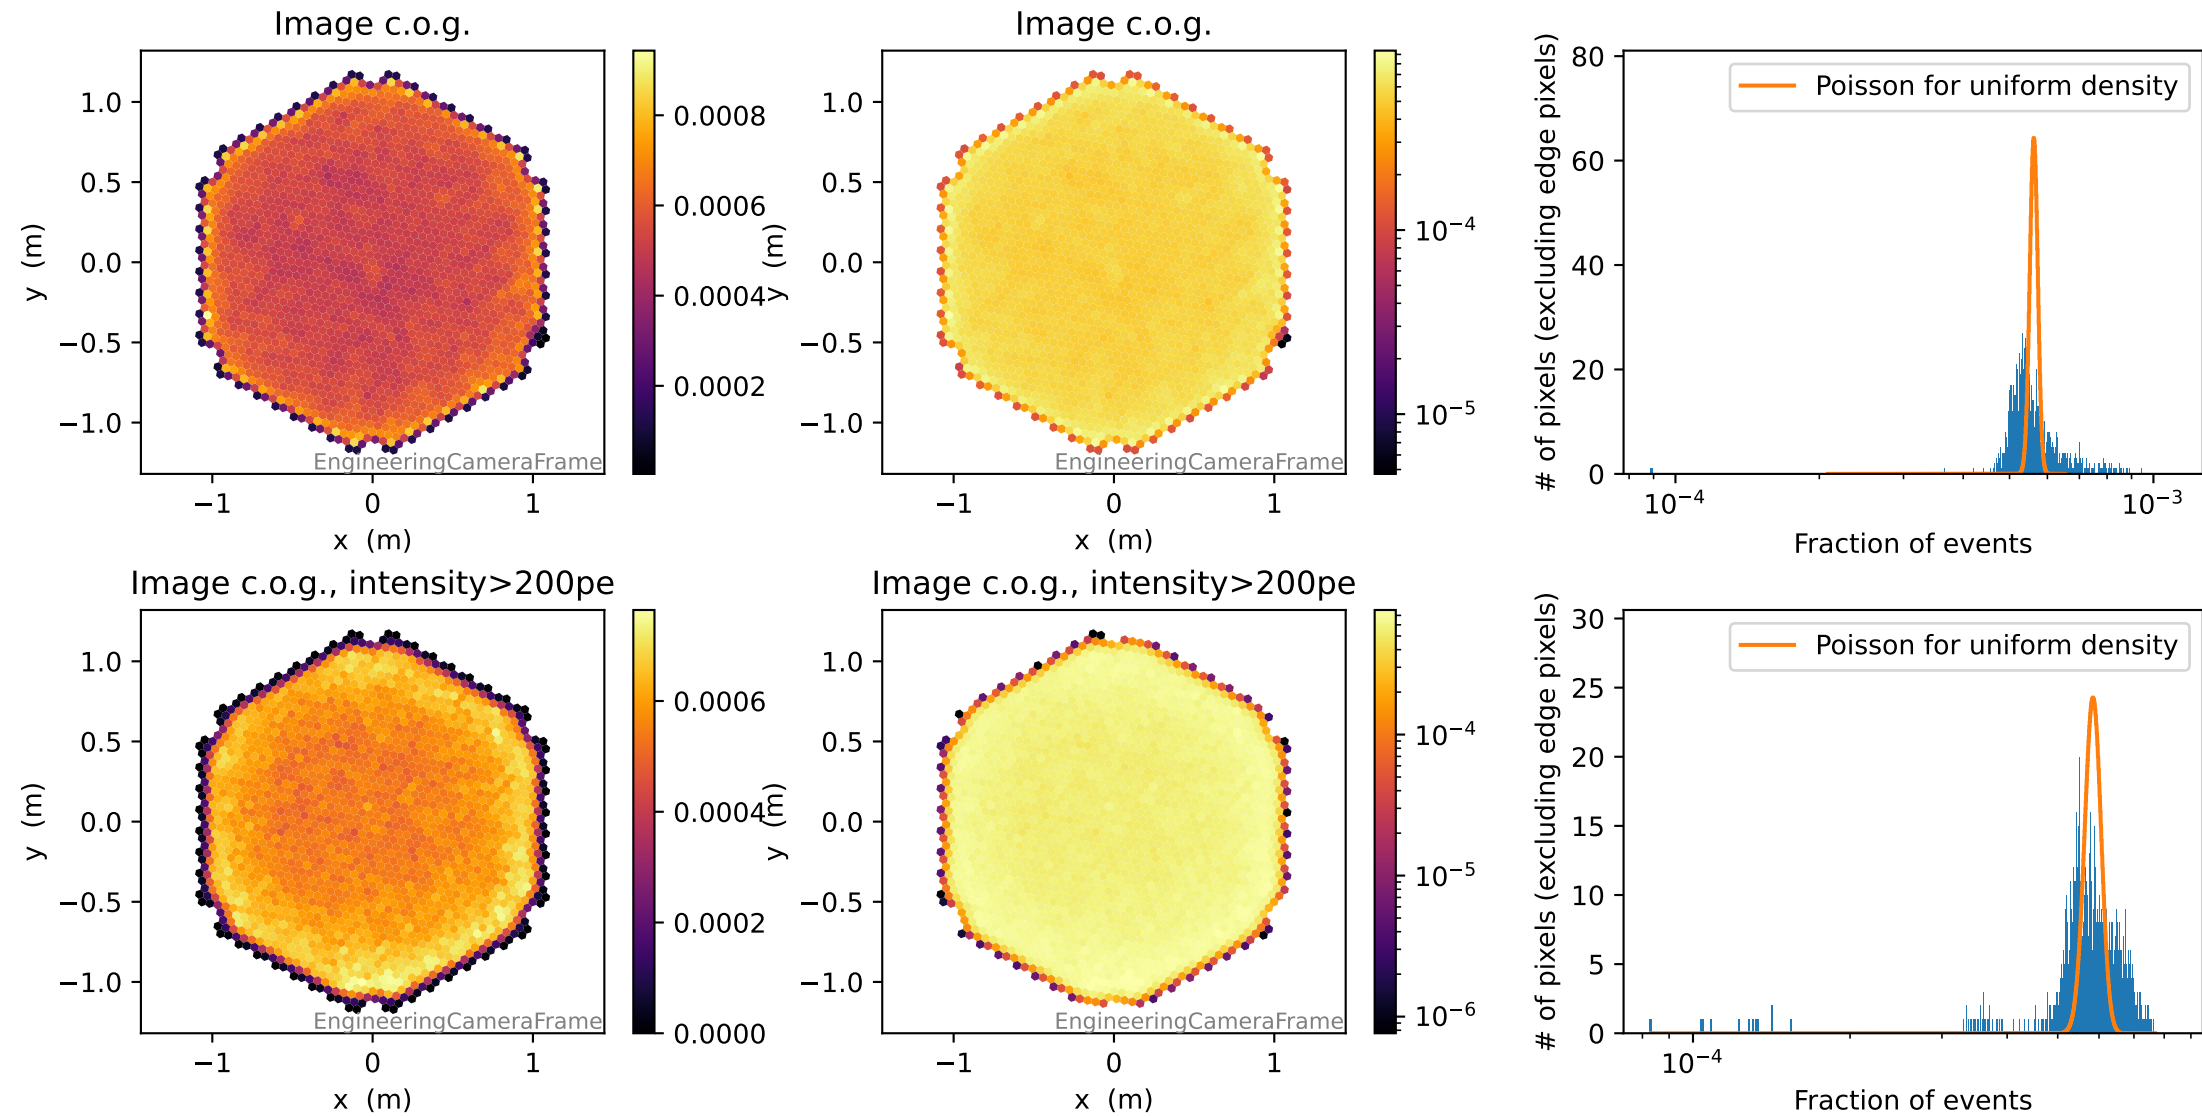 Image c.o.g.
1.0
0.5
0.0
−0.5
−1.0
y (m)
−1
0
1
x (m)
EngineeringCameraFrame
0.0008
0.0006
0.0004
0.0002
Image c.o.g.
1.0
0.5
0.0
−0.5
−1.0
y (m)
−1
0
1
x (m)
EngineeringCameraFrame
10⁻⁴
10⁻⁵
# of pixels (excluding edge pixels)
80
60
40
20
0
Poisson for uniform density
10⁻⁴
10⁻³
Fraction of events
Image c.o.g., intensity>200pe
1.0
0.5
0.0
−0.5
−1.0
y (m)
−1
0
1
x (m)
EngineeringCameraFrame
0.0006
0.0004
0.0002
0.0000
Image c.o.g., intensity>200pe
1.0
0.5
0.0
−0.5
−1.0
y (m)
−1
0
1
x (m)
EngineeringCameraFrame
10⁻⁴
10⁻⁵
10⁻⁶
# of pixels (excluding edge pixels)
30
25
20
15
10
5
0
Poisson for uniform density
10⁻⁴
Fraction of events